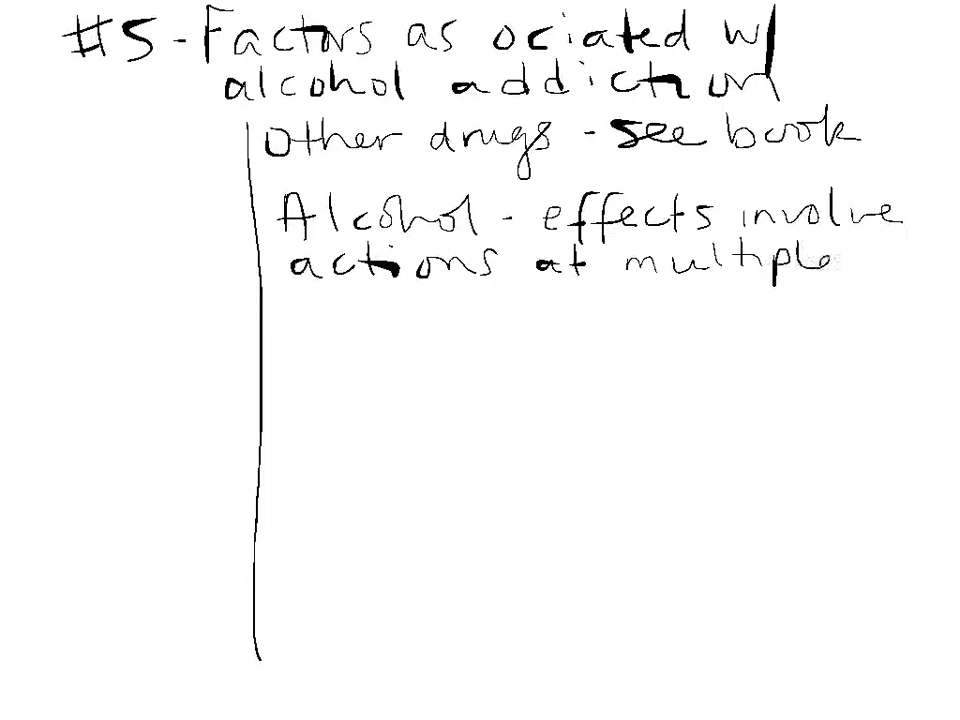 #5 - Factors as ociated w/
alcohol addiction
Other drugs - see book
Alcohol - effects involve
actions at multiple